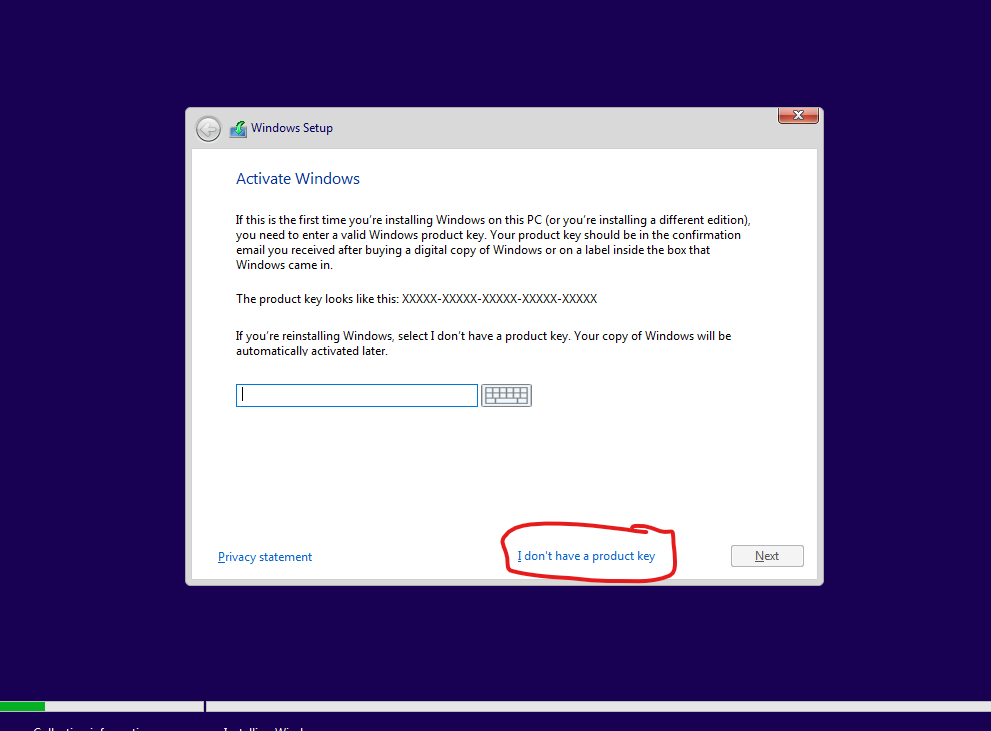 Windows Setup
Activate Windows
If this is the first time you're installing Windows on this PC (or you're installing a different edition),
you need to enter a valid Windows product key. Your product key should be in the confirmation
email you received after buying a digital copy of Windows or on a label inside the box that
Windows came in.
The product key looks like this: XXXXX-XXXXX-XXXXX-XXXXX-XXXXX
If you're reinstalling Windows, select I don't have a product key. Your copy of Windows will be
automatically activated later.
Privacy statement
I don't have a product key
Next